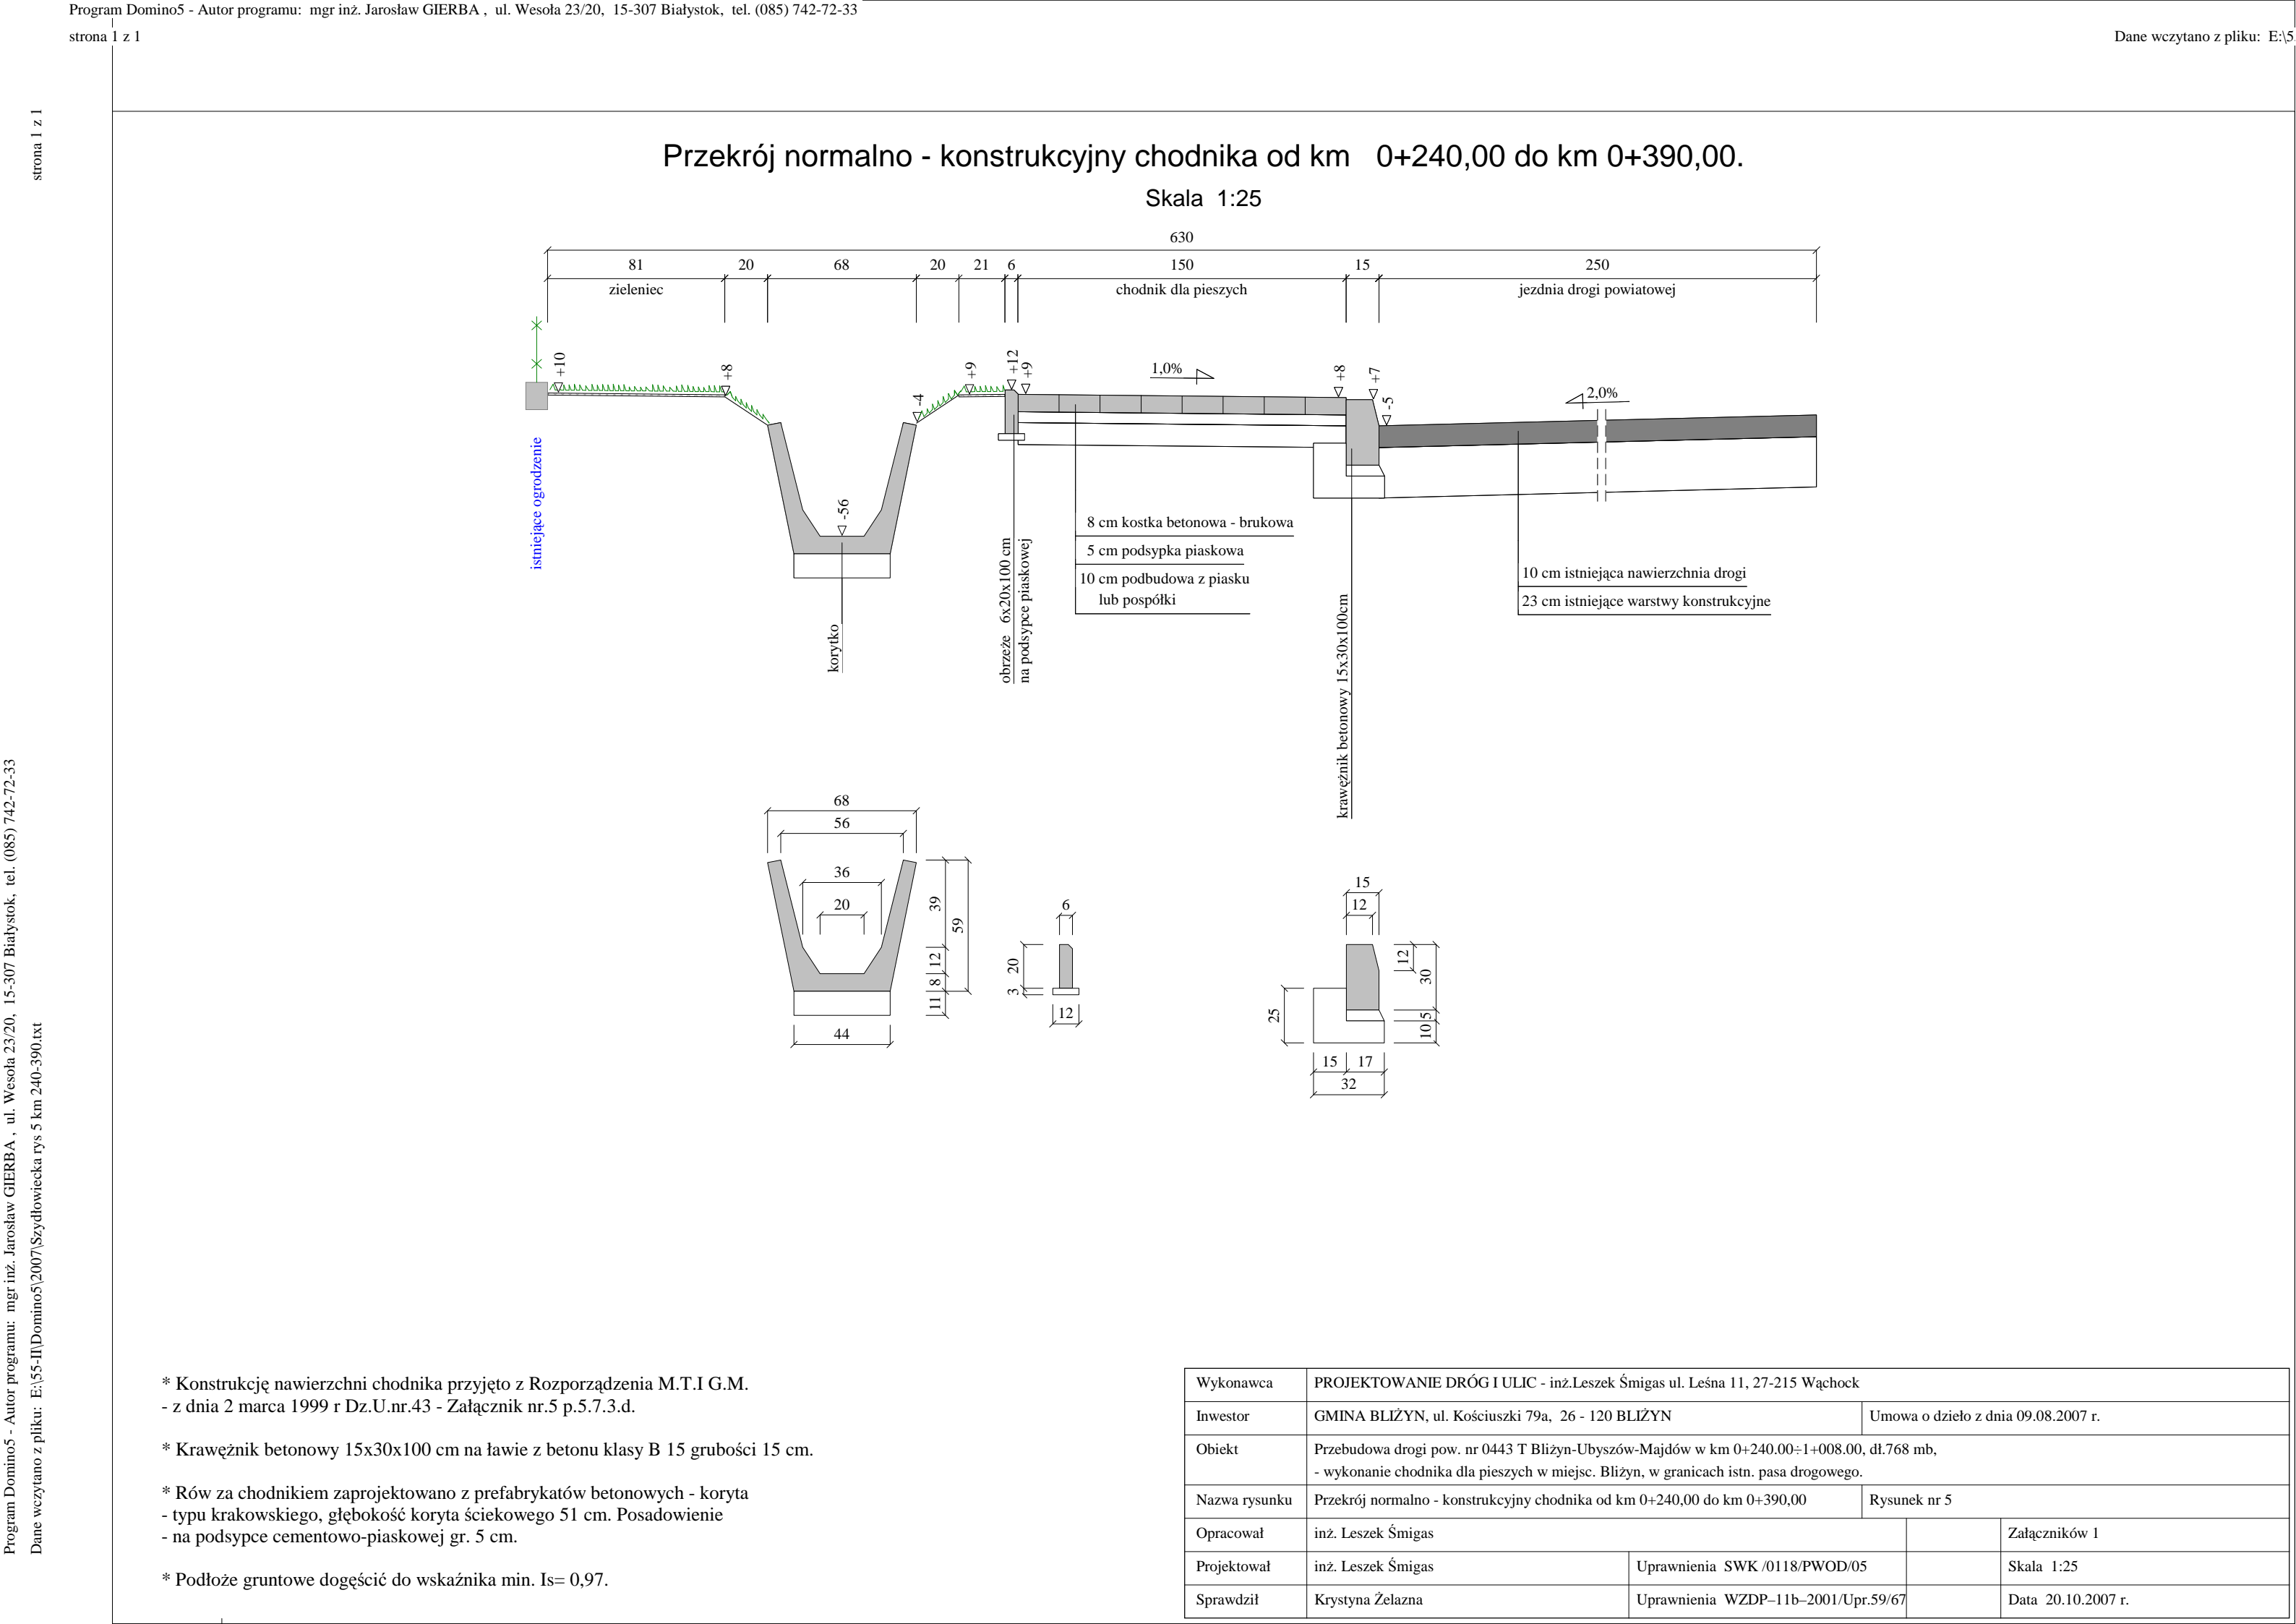 Program Domino5 - Autor programu:  mgr inż. Jarosław GIERBA ,  ul. Wesoła 23/20,  15-307 Białystok,  tel. (085) 742-72-33
strona 1 z 1
Dane wczytano z pliku:  E:\5
strona 1 z 1
Program Domino5 - Autor programu:  mgr inż. Jarosław GIERBA ,  ul. Wesoła 23/20,  15-307 Białystok,  tel. (085) 742-72-33
Dane wczytano z pliku:  E:\55-II\Domino5\2007\Szydłowiecka rys 5 km 240-390.txt
Przekrój normalno - konstrukcyjny chodnika od km   0+240,00 do km 0+390,00.
Skala  1:25
630
81 20 68 20 21 6 150 15 250
zieleniec chodnik dla pieszych jezdnia drogi powiatowej
+10 +8 -4 +9 +12 +9 1,0% +8 +7 -5 2,0%
-56
istniejące ogrodzenie
korytko
obrzeże   6x20x100 cm
na podsypce piaskowej
8 cm kostka betonowa - brukowa
5 cm podsypka piaskowa
10 cm podbudowa z piasku
lub pospółki
krawężnik betonowy 15x30x100cm
10 cm istniejąca nawierzchnia drogi
23 cm istniejące warstwy konstrukcyjne
68
56
36
20
39
12
8
11
59
44
6
20
3
12
15
12
12
30
5
10
25
15 17
32
* Konstrukcję nawierzchni chodnika przyjęto z Rozporządzenia M.T.I G.M.
- z dnia 2 marca 1999 r Dz.U.nr.43 - Załącznik nr.5 p.5.7.3.d.
* Krawężnik betonowy 15x30x100 cm na ławie z betonu klasy B 15 grubości 15 cm.
* Rów za chodnikiem zaprojektowano z prefabrykatów betonowych - koryta
- typu krakowskiego, głębokość koryta ściekowego 51 cm. Posadowienie
- na podsypce cementowo-piaskowej gr. 5 cm.
* Podłoże gruntowe dogęścić do wskaźnika min. Is= 0,97.
Wykonawca PROJEKTOWANIE DRÓG I ULIC - inż.Leszek Śmigas ul. Leśna 11, 27-215 Wąchock
Inwestor GMINA BLIŻYN, ul. Kościuszki 79a,  26 - 120 BLIŻYN Umowa o dzieło z dnia 09.08.2007 r.
Obiekt Przebudowa drogi pow. nr 0443 T Bliżyn-Ubyszów-Majdów w km 0+240.00÷1+008.00, dł.768 mb,
- wykonanie chodnika dla pieszych w miejsc. Bliżyn, w granicach istn. pasa drogowego.
Nazwa rysunku Przekrój normalno - konstrukcyjny chodnika od km 0+240,00 do km 0+390,00 Rysunek nr 5
Opracował inż. Leszek Śmigas Załączników 1
Projektował inż. Leszek Śmigas Uprawnienia  SWK /0118/PWOD/05 Skala  1:25
Sprawdził Krystyna Żelazna Uprawnienia  WZDP–11b–2001/Upr.59/67 Data  20.10.2007 r.